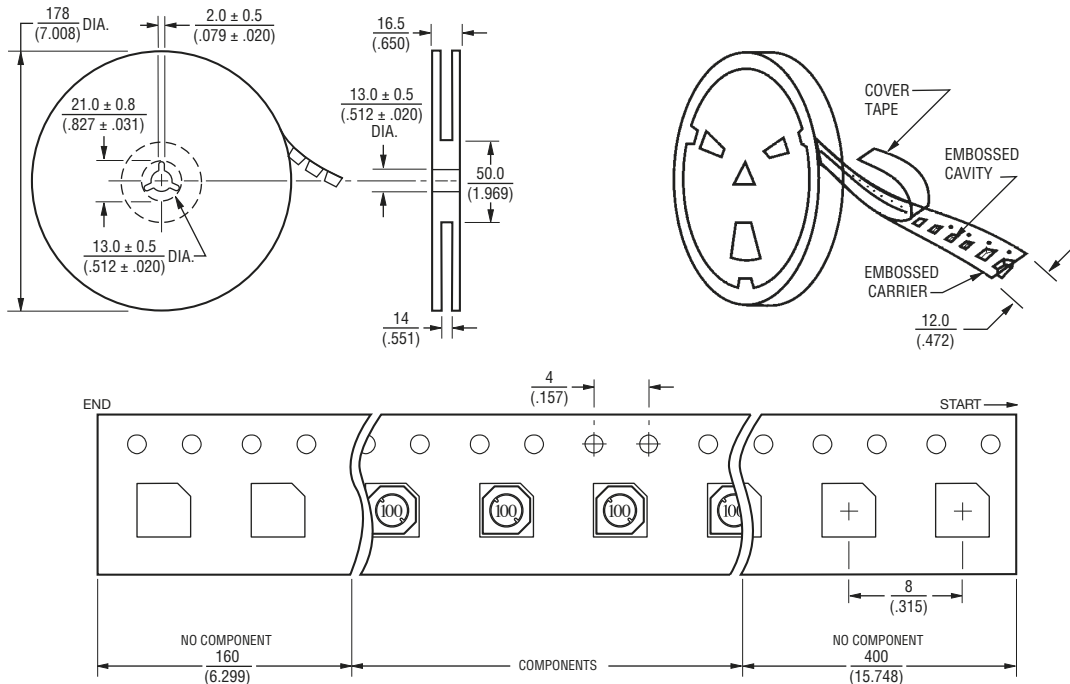 178
(7.008) DIA.
2.0 ± 0.5
(.079 ± .020)
21.0 ± 0.8
(.827 ± .031)
13.0 ± 0.5
(.512 ± .020) DIA.
16.5
(.650)
13.0 ± 0.5
(.512 ± .020)
DIA.
50.0
(1.969)
14
(.551)
COVER
TAPE
EMBOSSED
CAVITY
EMBOSSED
CARRIER
12.0
(.472)
4
(.157)
END
START
100
100
100
100
8
(.315)
NO COMPONENT
160
(6.299)
COMPONENTS
NO COMPONENT
400
(15.748)